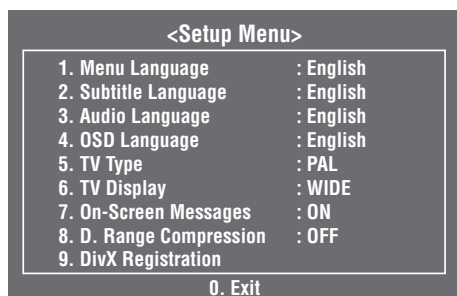 <Setup Menu>
1. Menu Language : English
2. Subtitle Language : English
3. Audio Language : English
4. OSD Language : English
5. TV Type : PAL
6. TV Display : WIDE
7. On-Screen Messages : ON
8. D. Range Compression : OFF
9. DivX Registration
0. Exit